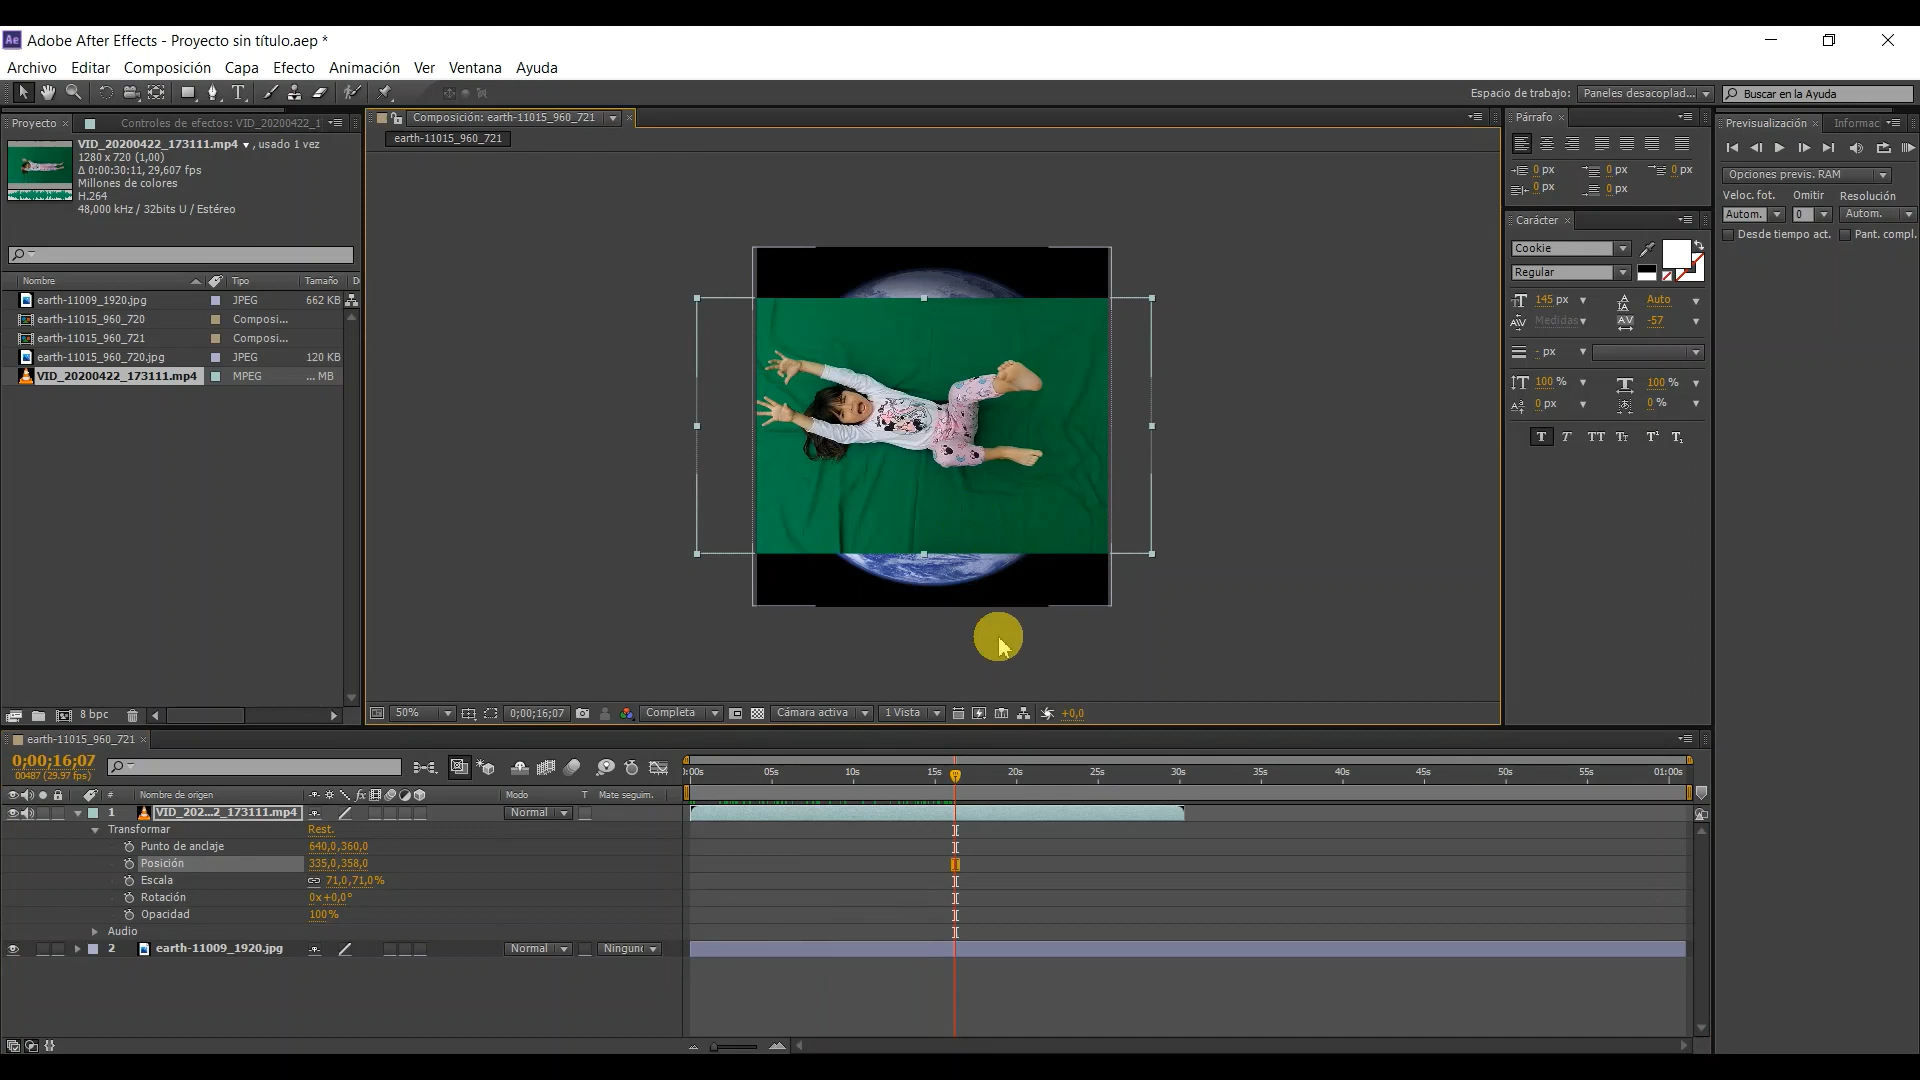 Adobe After Effects - Proyecto sin título.aep *
Archivo Editar Composición Capa Efecto Animación Ver Ventana Ayuda
Espacio de trabajo: Paneles desacoplad... Buscar en la Ayuda
Proyecto Controles de efectos: VID_20200422_1
VID_20200422_173111.mp4 , usado 1 vez
1280 x 720 (1,00)
Δ 0:00:30:11, 29,607 fps
Millones de colores
H.264
48,000 kHz / 32bits U / Estéreo
Nombre Tipo Tamaño D
earth-11009_1920.jpg JPEG 662 KB
earth-11015_960_720 Composi...
earth-11015_960_721 Composi...
earth-11015_960_720.jpg JPEG 120 KB
VID_20200422_173111.mp4 MPEG ... MB
8 bpc
Composición: earth-11015_960_721
earth-11015_960_721
50% 0;00;16;07 Completa Cámara activa 1 Vista +0,0
Párrafo
0 px 0 px 0 px
0 px 0 px
Carácter
Cookie
Regular
145 px Auto
Medidas -57
- px
100 % 100 %
0 px 0 %
T T TT Tt T¹ T₁
Previsualización Informac
Opciones previs. RAM
Veloc. fot. Omitir Resolución
Autom. 0 Autom.
Desde tiempo act. Pant. compl.
earth-11015_960_721
0;00;16;07
00487 (29.97 fps)
# Nombre de origen fx Modo T Mate seguim.
:00s 05s 10s 15s 20s 25s 30s 35s 40s 45s 50s 55s 01:00s
1 VID_202...2_173111.mp4 Normal
Transformar Rest.
Punto de anclaje 640,0,360,0
Posición 335,0,358,0
Escala 71,0,71,0%
Rotación 0x+0,0°
Opacidad 100%
Audio
2 earth-11009_1920.jpg Normal Ninguno